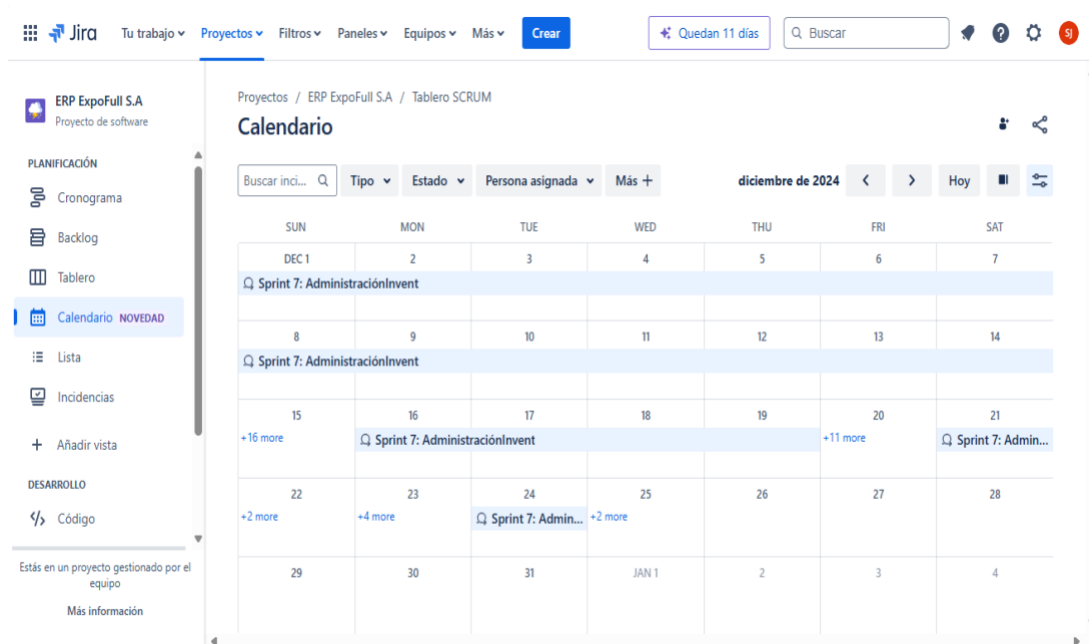 Jira Tu trabajo Proyectos Filtros Paneles Equipos Más Crear Quedan 11 días Buscar SJ
ERP ExpoFull S.A
Proyecto de software
PLANIFICACIÓN
Cronograma
Backlog
Tablero
Calendario NOVEDAD
Lista
Incidencias
Añadir vista
DESARROLLO
Código
Estás en un proyecto gestionado por el
equipo
Más información
Proyectos / ERP ExpoFull S.A / Tablero SCRUM
Calendario
Buscar inci... Tipo Estado Persona asignada Más + diciembre de 2024 < > Hoy
SUN MON TUE WED THU FRI SAT
DEC 1 2 3 4 5 6 7
Sprint 7: AdministraciónInvent
8 9 10 11 12 13 14
Sprint 7: AdministraciónInvent
15 16 17 18 19 20 21
+16 more Sprint 7: AdministraciónInvent +11 more Sprint 7: Admin...
22 23 24 25 26 27 28
+2 more +4 more Sprint 7: Admin... +2 more
29 30 31 JAN 1 2 3 4